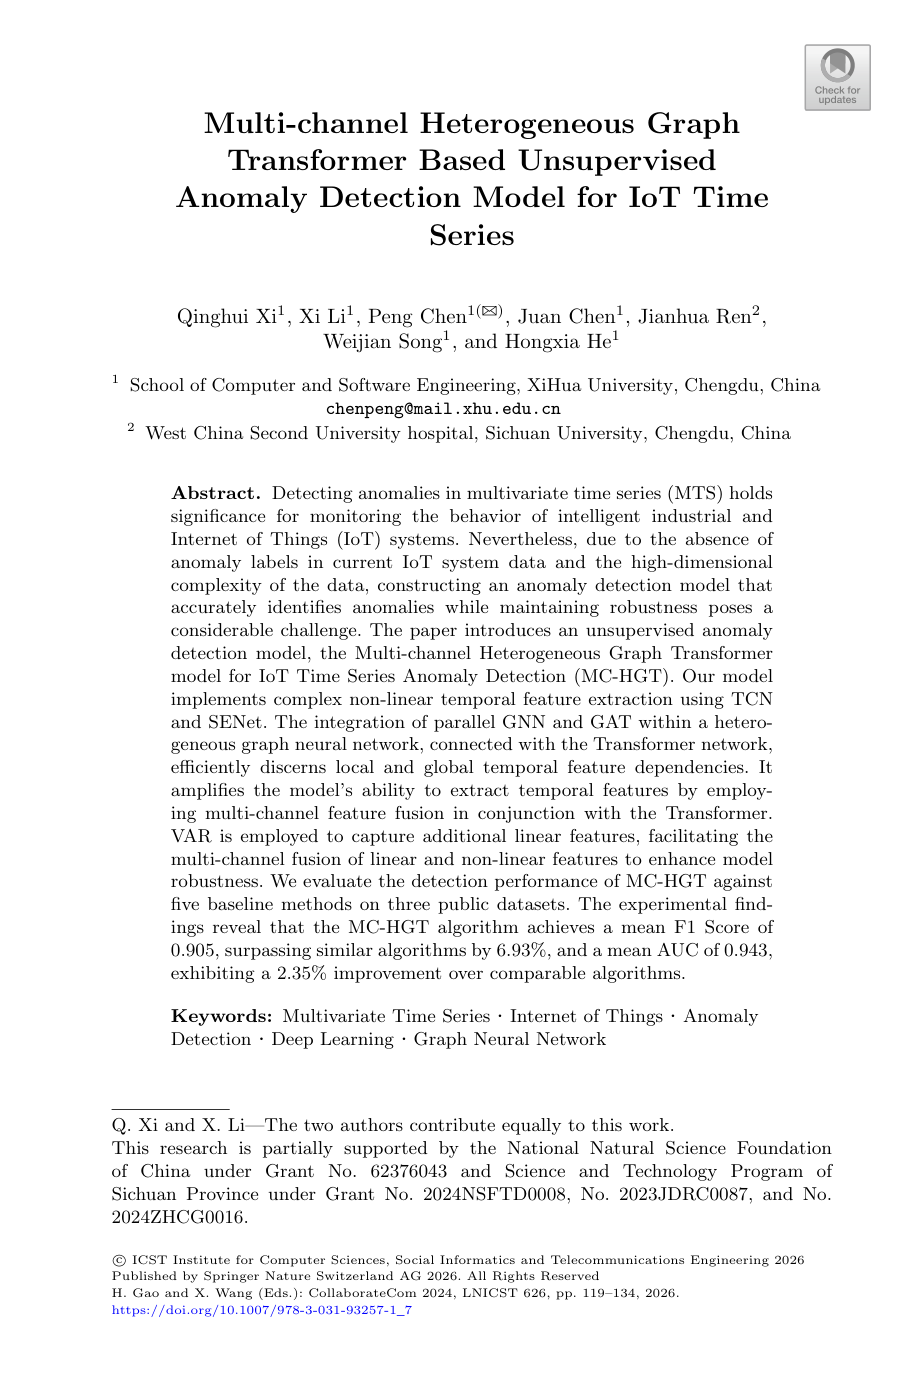 Check for
updates
Multi-channel Heterogeneous Graph
Transformer Based Unsupervised
Anomaly Detection Model for IoT Time
Series
Qinghui Xi1, Xi Li1, Peng Chen1(✉), Juan Chen1, Jianhua Ren2,
Weijian Song1, and Hongxia He1
1 School of Computer and Software Engineering, XiHua University, Chengdu, China
chenpeng@mail.xhu.edu.cn
2 West China Second University hospital, Sichuan University, Chengdu, China
Abstract. Detecting anomalies in multivariate time series (MTS) holds
significance for monitoring the behavior of intelligent industrial and
Internet of Things (IoT) systems. Nevertheless, due to the absence of
anomaly labels in current IoT system data and the high-dimensional
complexity of the data, constructing an anomaly detection model that
accurately identifies anomalies while maintaining robustness poses a
considerable challenge. The paper introduces an unsupervised anomaly
detection model, the Multi-channel Heterogeneous Graph Transformer
model for IoT Time Series Anomaly Detection (MC-HGT). Our model
implements complex non-linear temporal feature extraction using TCN
and SENet. The integration of parallel GNN and GAT within a hetero-
geneous graph neural network, connected with the Transformer network,
efficiently discerns local and global temporal feature dependencies. It
amplifies the model's ability to extract temporal features by employ-
ing multi-channel feature fusion in conjunction with the Transformer.
VAR is employed to capture additional linear features, facilitating the
multi-channel fusion of linear and non-linear features to enhance model
robustness. We evaluate the detection performance of MC-HGT against
five baseline methods on three public datasets. The experimental find-
ings reveal that the MC-HGT algorithm achieves a mean F1 Score of
0.905, surpassing similar algorithms by 6.93%, and a mean AUC of 0.943,
exhibiting a 2.35% improvement over comparable algorithms.
Keywords: Multivariate Time Series · Internet of Things · Anomaly
Detection · Deep Learning · Graph Neural Network
Q. Xi and X. Li—The two authors contribute equally to this work.
This research is partially supported by the National Natural Science Foundation
of China under Grant No. 62376043 and Science and Technology Program of
Sichuan Province under Grant No. 2024NSFTD0008, No. 2023JDRC0087, and No.
2024ZHCG0016.
© ICST Institute for Computer Sciences, Social Informatics and Telecommunications Engineering 2026
Published by Springer Nature Switzerland AG 2026. All Rights Reserved
H. Gao and X. Wang (Eds.): CollaborateCom 2024, LNICST 626, pp. 119–134, 2026.
https://doi.org/10.1007/978-3-031-93257-1_7